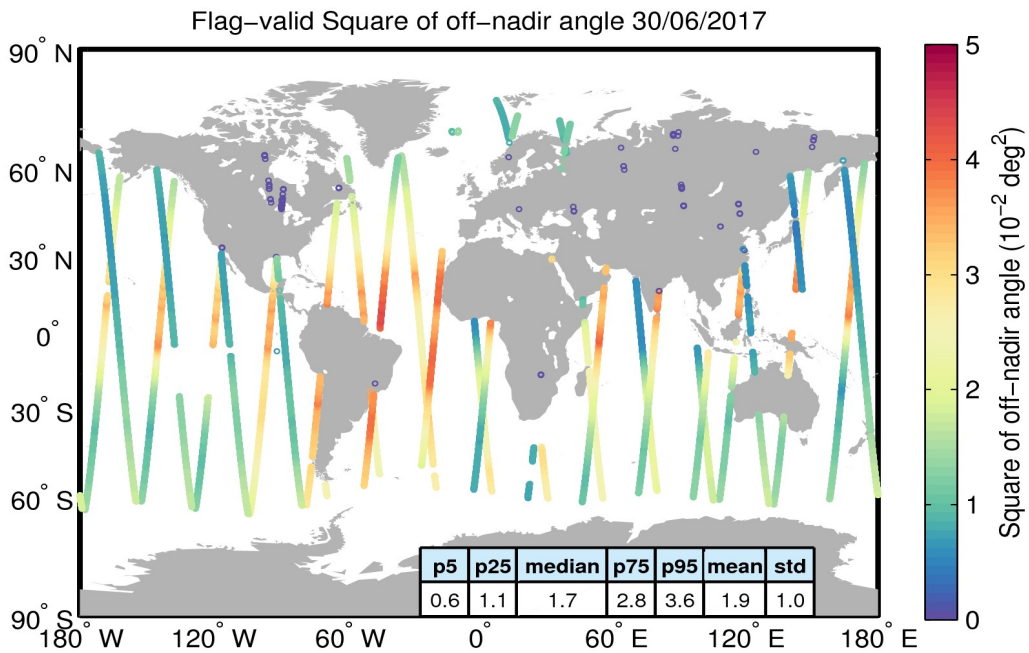 Flag−valid Square of off−nadir angle 30/06/2017
90° N
60° N
30° N
0°
30° S
60° S
90° S
180° W
120° W
60° W
0°
60° E
120° E
180° E
p5 p25 median p75 p95 mean std
0.6 1.1 1.7 2.8 3.6 1.9 1.0
5
4
3
2
1
0
Square of off−nadir angle (10⁻² deg²)